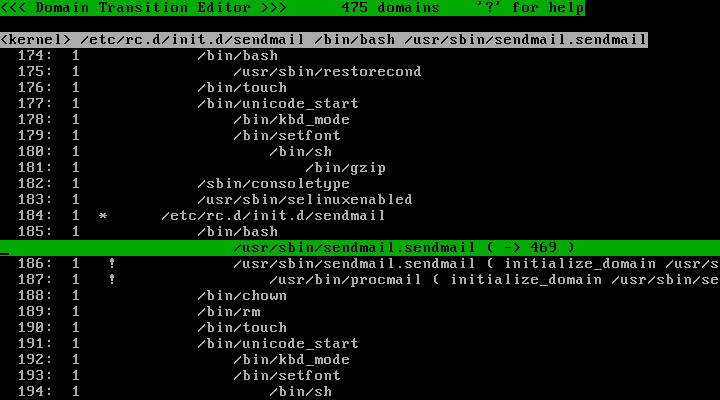 <<< Domain Transition Editor >>>      475 domains    '?' for help
<kernel> /etc/rc.d/init.d/sendmail /bin/bash /usr/sbin/sendmail.sendmail
174:  1             /bin/bash
175:  1                 /usr/sbin/restorecond
176:  1             /bin/touch
177:  1             /bin/unicode_start
178:  1                 /bin/kbd_mode
179:  1                 /bin/setfont
180:  1                     /bin/sh
181:  1                         /bin/gzip
182:  1             /sbin/consoletype
183:  1             /usr/sbin/selinuxenabled
184:  1  *      /etc/rc.d/init.d/sendmail
185:  1             /bin/bash
/usr/sbin/sendmail.sendmail ( -> 469 )
186:  1   !             /usr/sbin/sendmail.sendmail ( initialize_domain /usr/s
187:  1   !                 /usr/bin/procmail ( initialize_domain /usr/sbin/se
188:  1             /bin/chown
189:  1             /bin/rm
190:  1             /bin/touch
191:  1             /bin/unicode_start
192:  1                 /bin/kbd_mode
193:  1                 /bin/setfont
194:  1                     /bin/sh